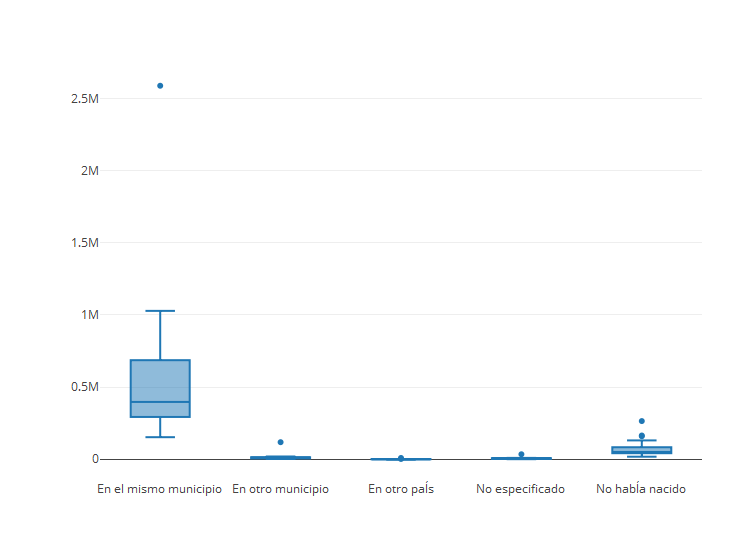 2.5M
2M
1.5M
1M
0.5M
0
En el mismo municipio
En otro municipio
En otro país
No especificado
No había nacido